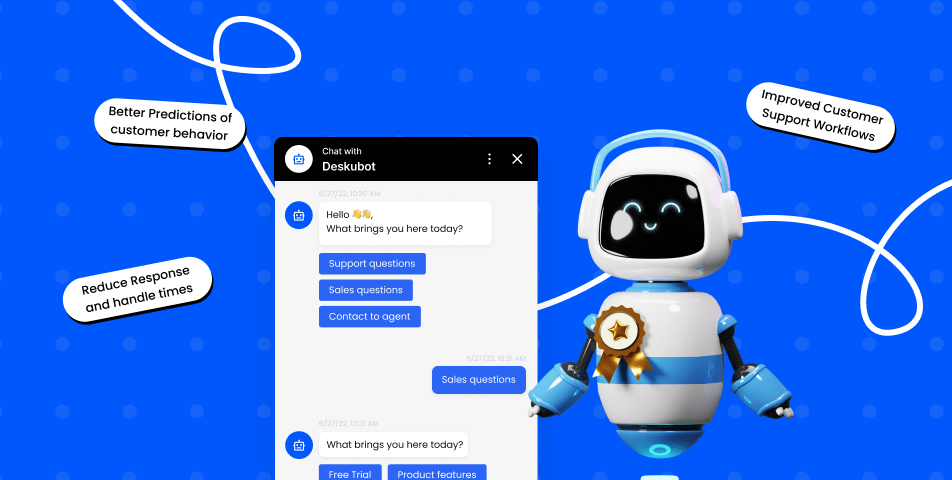 Better Predictions of
customer behavior
Improved Customer
Support Workflows
Reduce Response
and handle times
Chat with
Deskubot
6/27/22, 10:30 AM
Hello 👋👋,
What brings you here today?
Support questions
Sales questions
Contact to agent
6/27/22, 10:31 AM
Sales questions
6/27/22, 10:31 AM
What brings you here today?
Free Trial
Product features